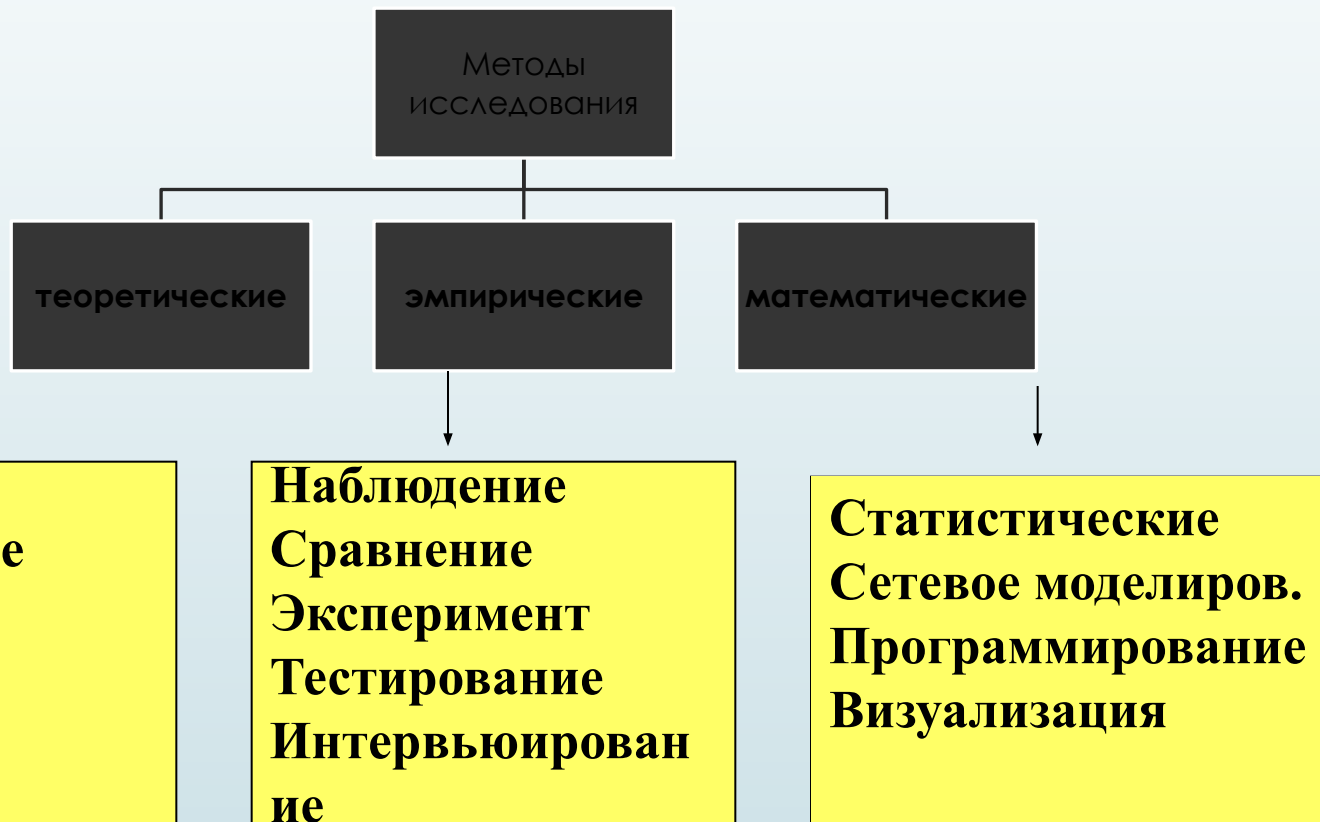 Методы
исследования
теоретические
эмпирические
математические
е
Наблюдение
Сравнение
Эксперимент
Тестирование
Интервьюирован
ие
Статистические
Сетевое моделиров.
Программирование
Визуализация